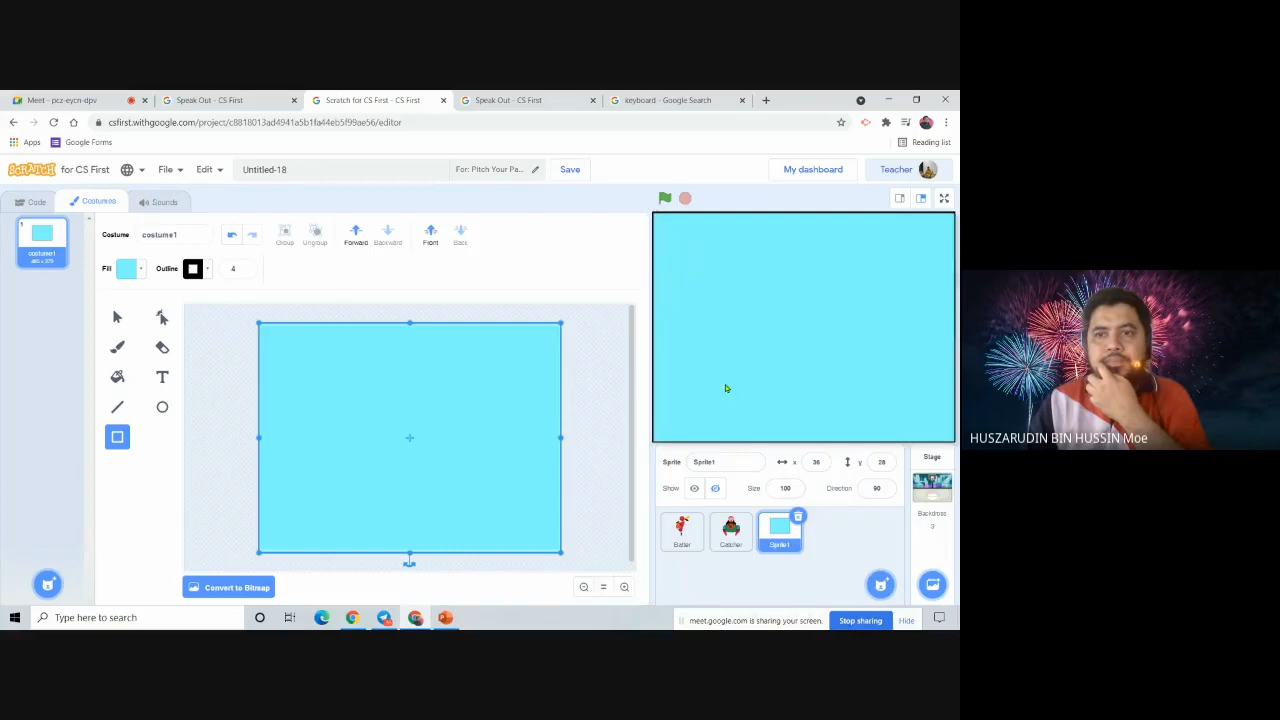 Meet - pcz-eycn-dpv
Speak Out - CS First
Scratch for CS First - CS First
Speak Out - CS First
keyboard - Google Search
csfirst.withgoogle.com/project/c8818013ad4941a5b1fa44eb5f99ae56/editor
Apps
Google Forms
Reading list
SCRATCH for CS First
File
Edit
Untitled-18
For: Pitch Your Pa...
Save
My dashboard
Teacher
Code
Costumes
Sounds
1
costume1
Costume
costume1
Group
Ungroup
Forward
Backward
Front
Back
Fill
Outline
4
T
Convert to Bitmap
Sprite
Sprite1
x
36
y
28
Show
Size
100
Direction
90
Batter
Catcher
Sprite1
Stage
Backdrops
3
Type here to search
meet.google.com is sharing your screen.
Stop sharing
Hide
HUSZARUDIN BIN HUSSIN Moe